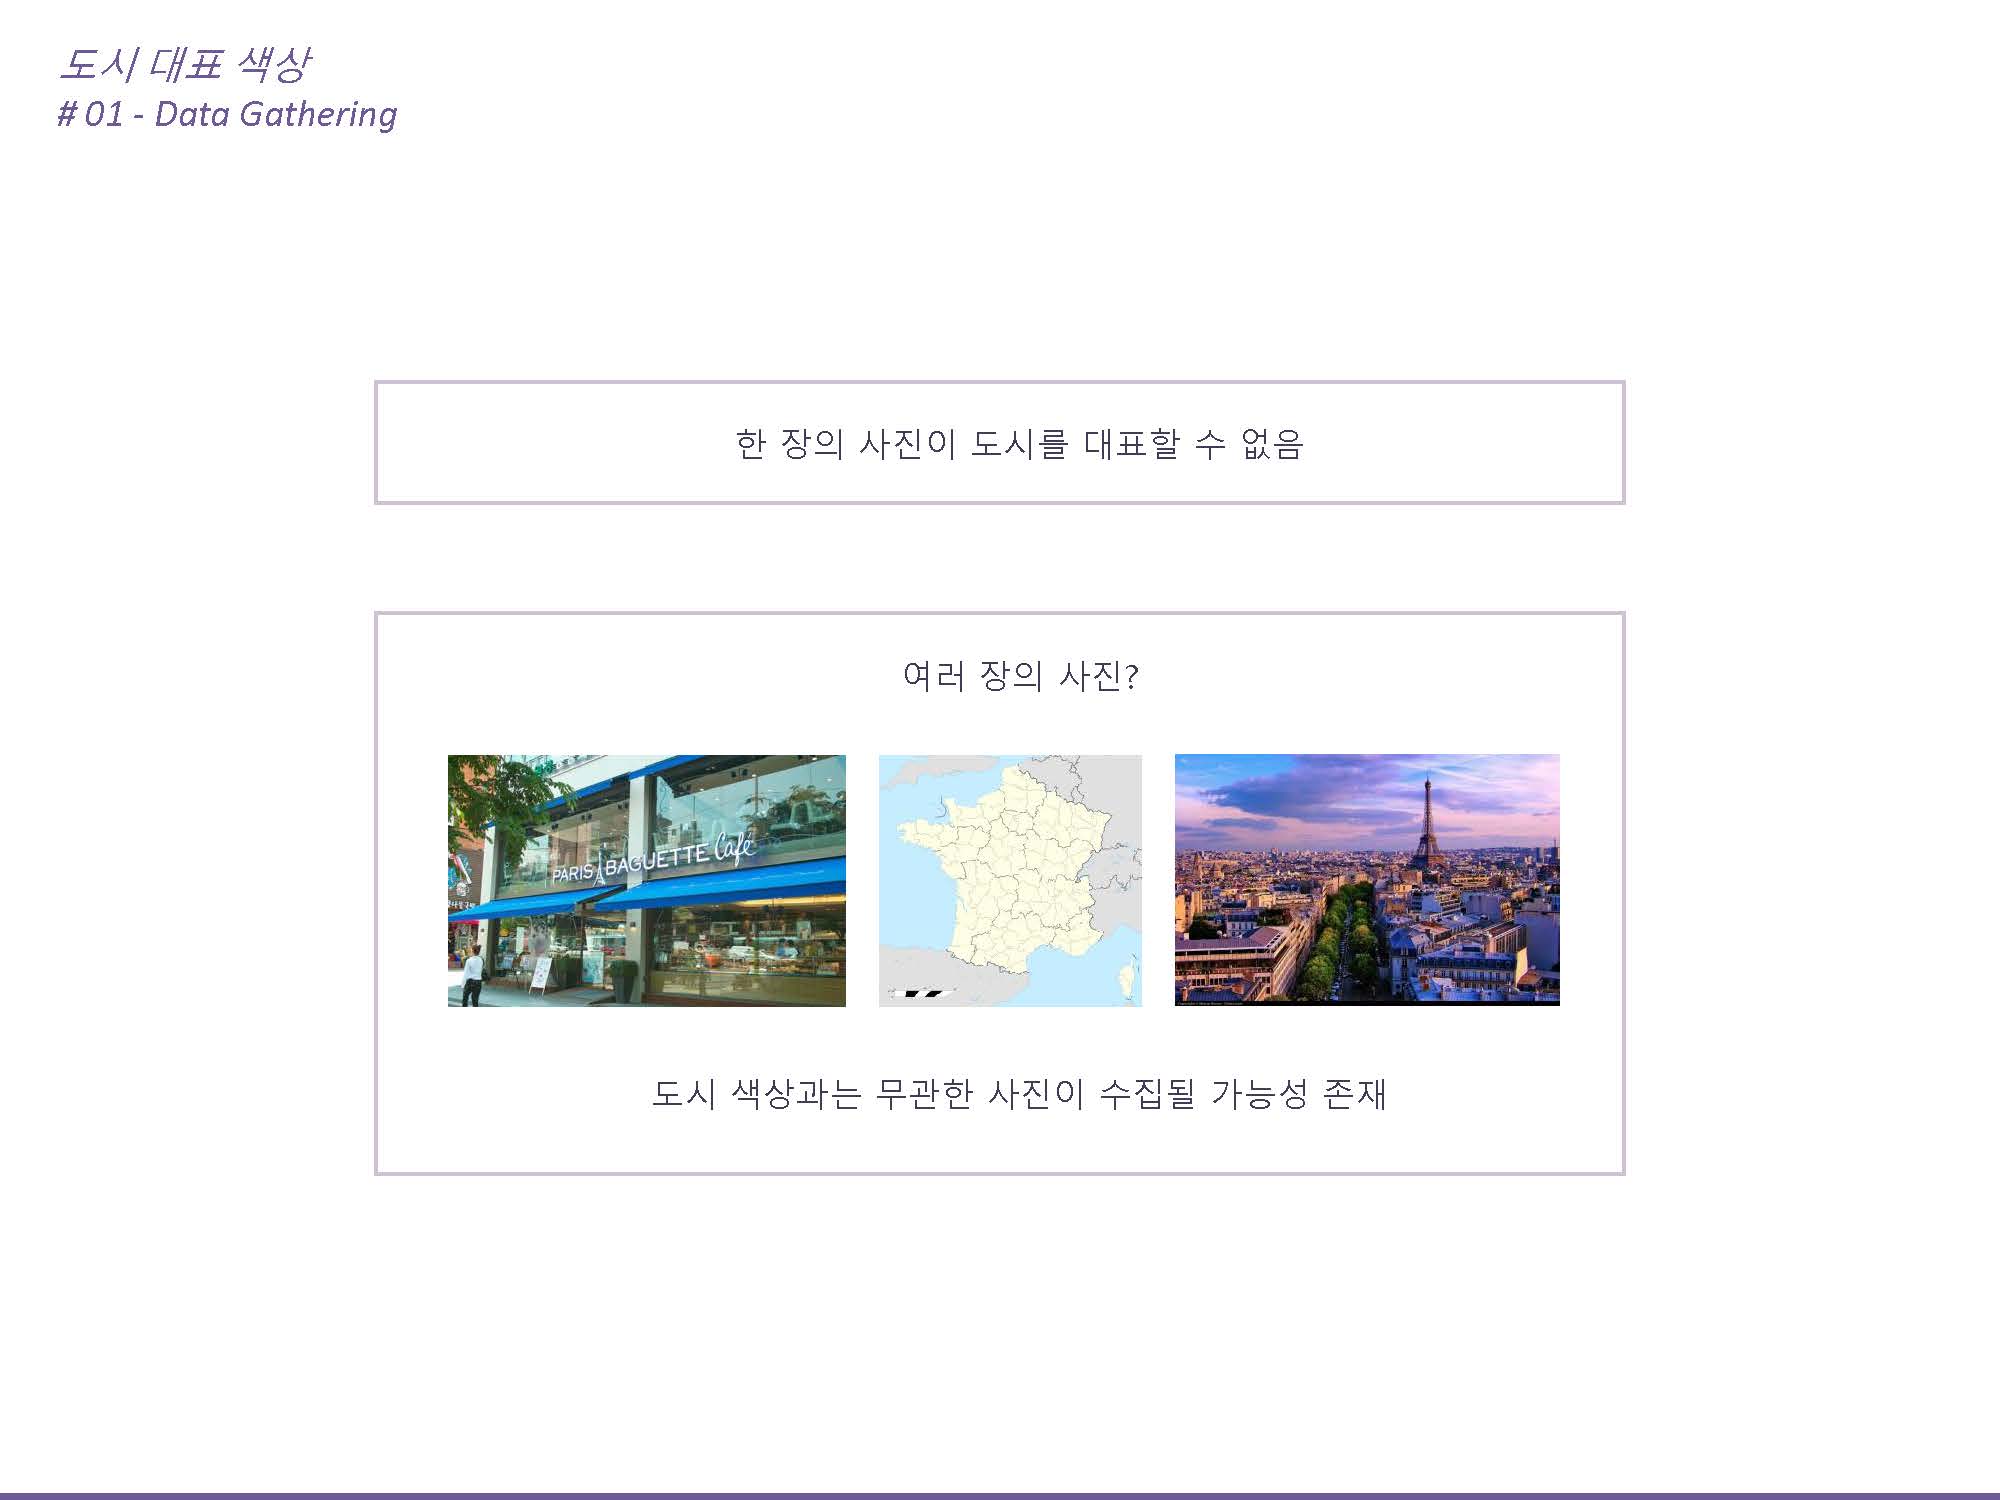 도시 대표 색상
# 01 - Data Gathering
한 장의 사진이 도시를 대표할 수 없음
여러 장의 사진?
PARIS BAGUETTE Café
도시 색상과는 무관한 사진이 수집될 가능성 존재